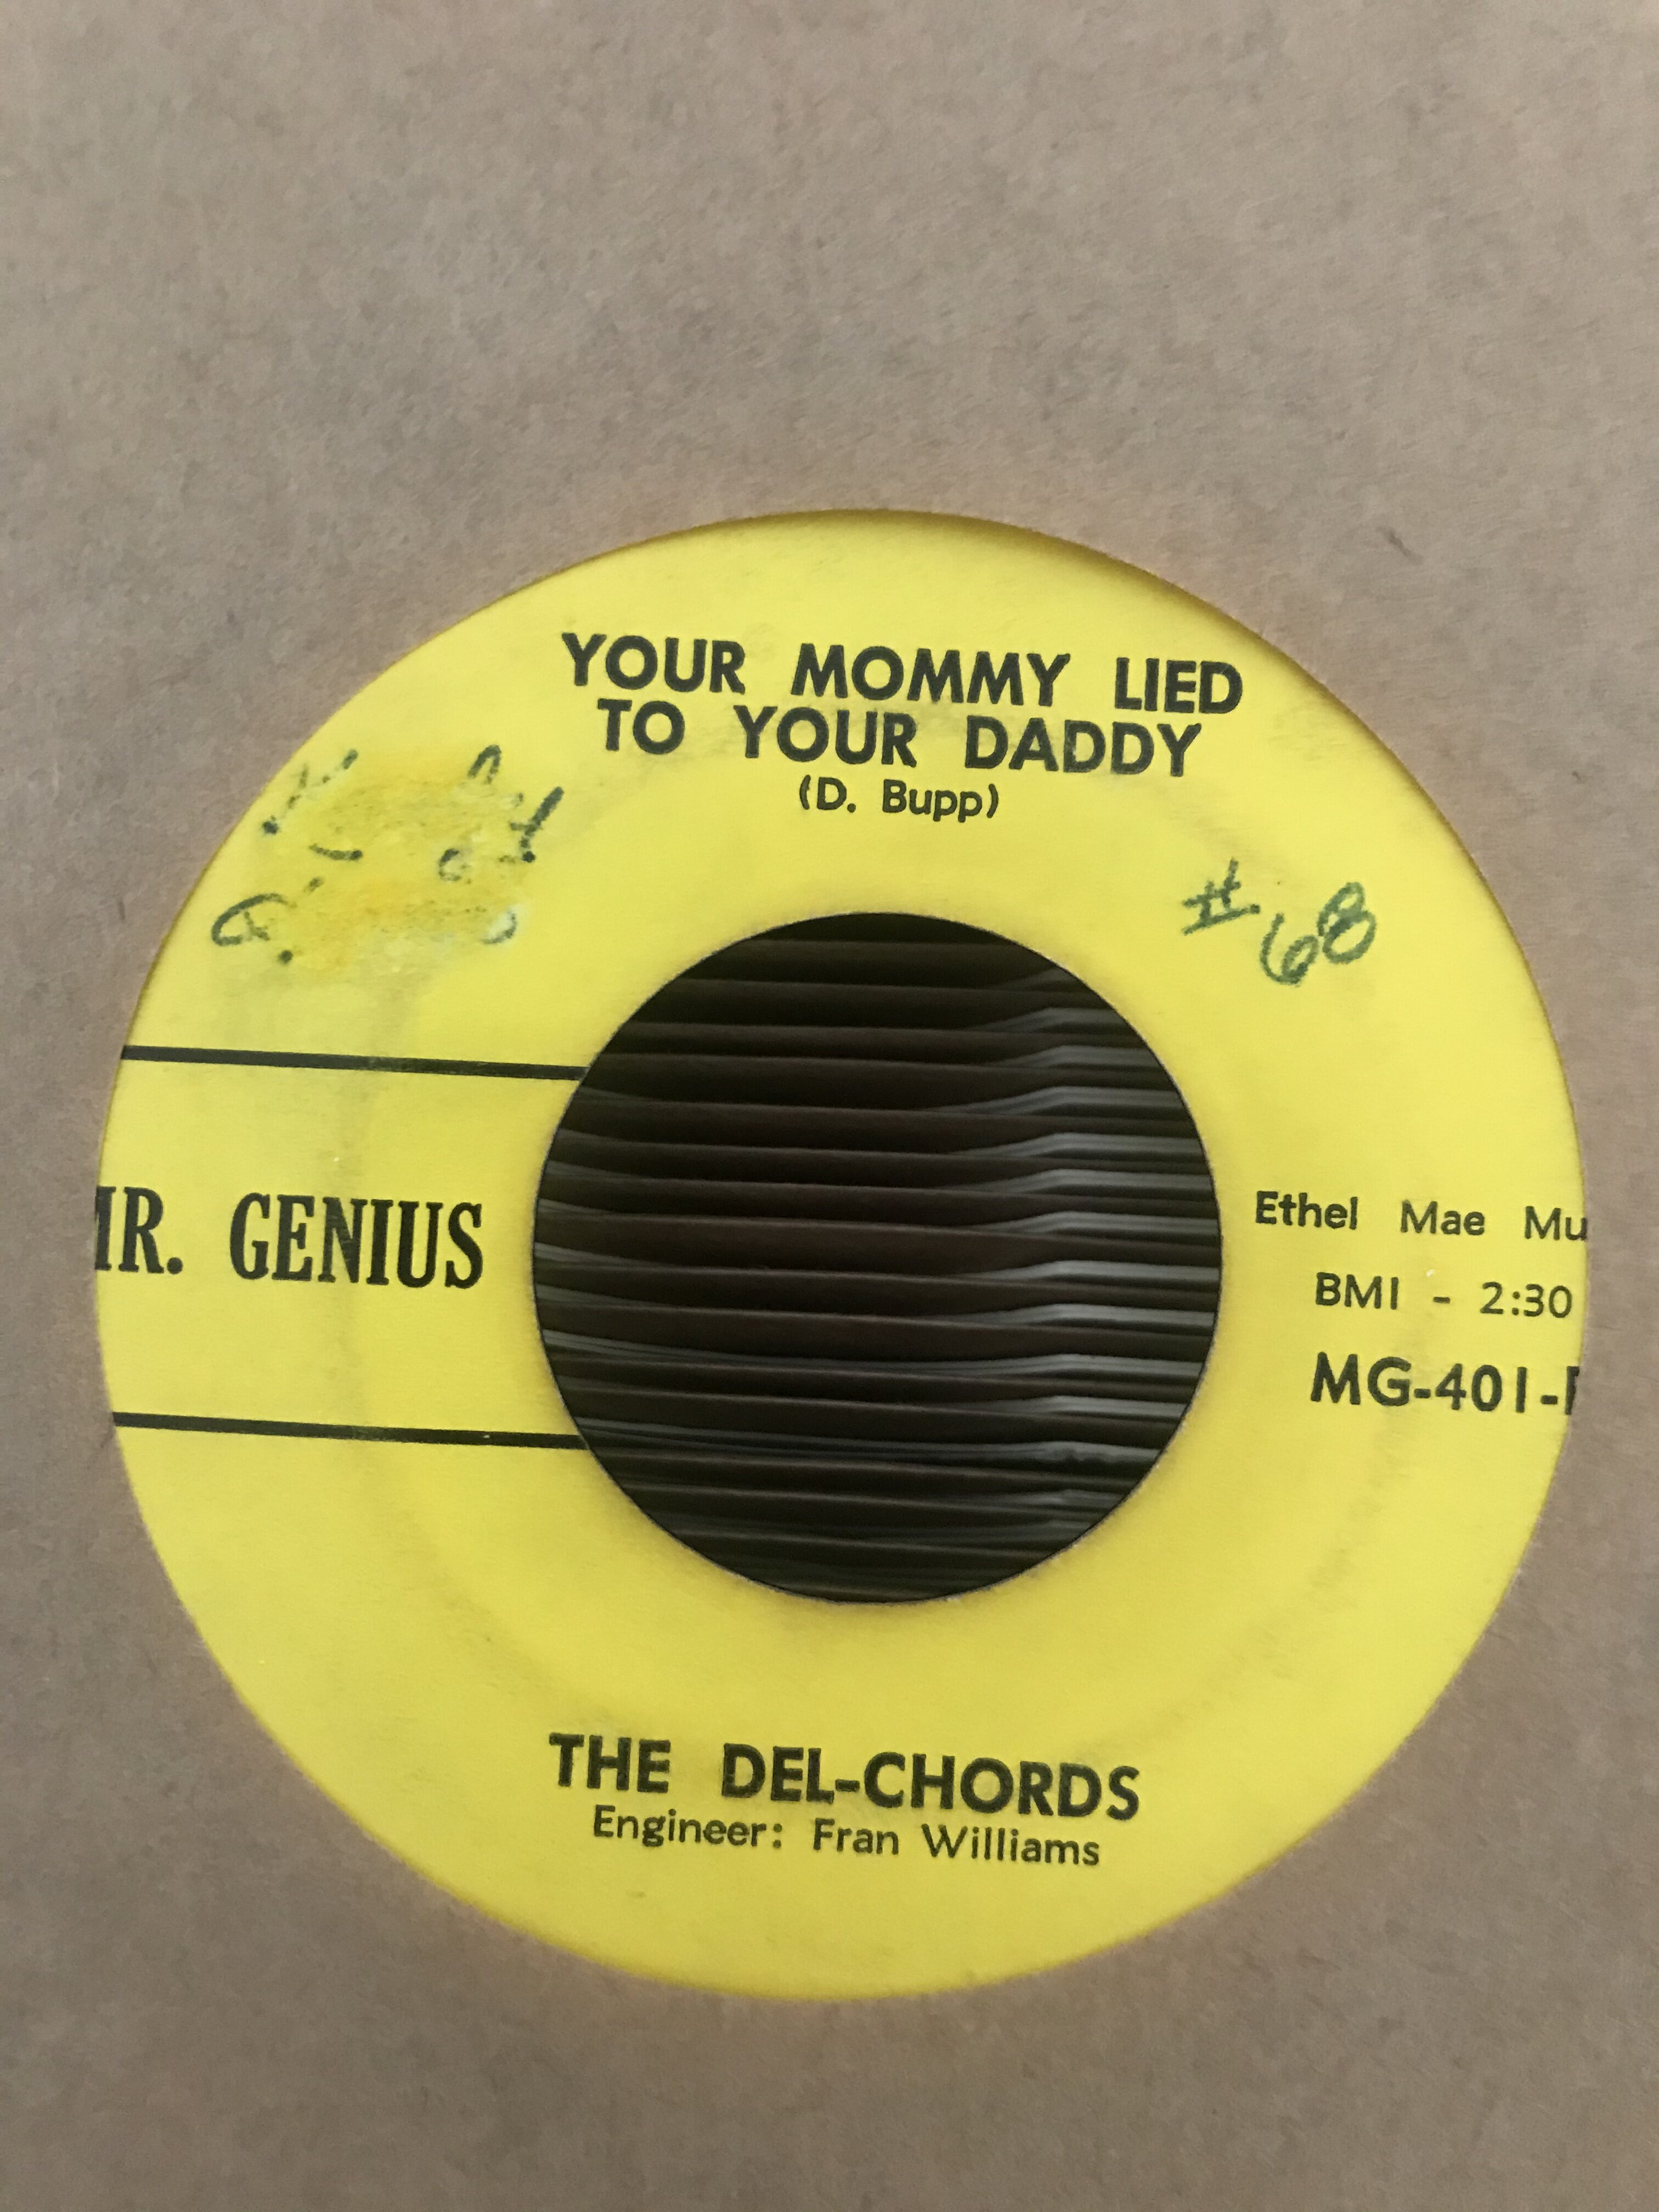 YOUR MOMMY LIED
TO YOUR DADDY
(D. Bupp)
#68
MR. GENIUS
Ethel Mae Mu
BMI - 2:30
MG-401-
THE DEL-CHORDS
Engineer: Fran Williams